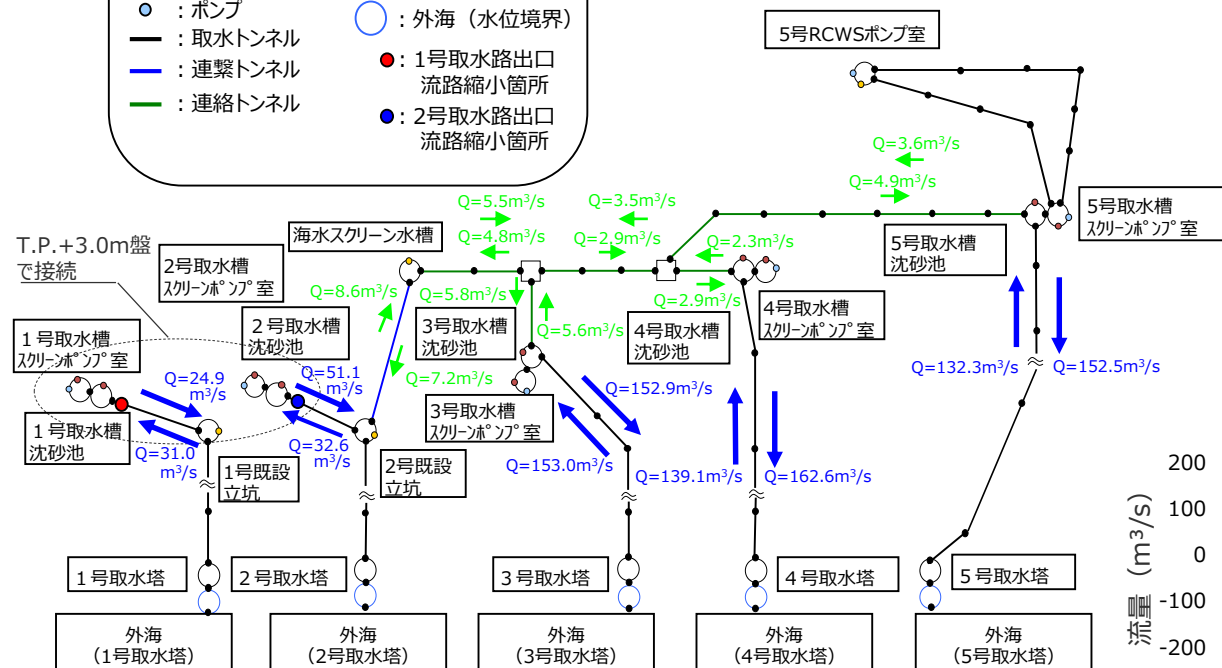 ：ポンプ
：取水トンネル
：連繋トンネル
：連絡トンネル
：外海（水位境界）
：1号取水路出口
流路縮小箇所
：2号取水路出口
流路縮小箇所
5号RCWSポンプ室
Q=3.6m³/s
Q=4.9m³/s
Q=5.5m³/s
Q=3.5m³/s
5号取水槽
スクリーンポンプ室
5号取水槽
沈砂池
海水スクリーン水槽
Q=4.8m³/s
Q=2.9m³/s
Q=2.3m³/s
T.P.+3.0m盤
で接続
2号取水槽
スクリーンポンプ室
Q=8.6m³/s
Q=5.8m³/s
Q=2.9m³/s
4号取水槽
スクリーンポンプ室
1号取水槽
スクリーンポンプ室
２号取水槽
沈砂池
3号取水槽
沈砂池
Q=5.6m³/s
4号取水槽
沈砂池
Q=24.9
m³/s
Q=51.1
m³/s
Q=7.2m³/s
Q=152.9m³/s
Q=132.3m³/s
Q=152.5m³/s
3号取水槽
スクリーンポンプ室
１号取水槽
沈砂池
Q=31.0
m³/s
Q=32.6
m³/s
1号既設
立坑
2号既設
立坑
Q=153.0m³/s
Q=139.1m³/s
Q=162.6m³/s
200
100
0
-100
-200
流量（m³/s）
１号取水塔
２号取水塔
３号取水塔
４号取水塔
５号取水塔
外海
（1号取水塔）
外海
（2号取水塔）
外海
（3号取水塔）
外海
（4号取水塔）
外海
（5号取水塔）